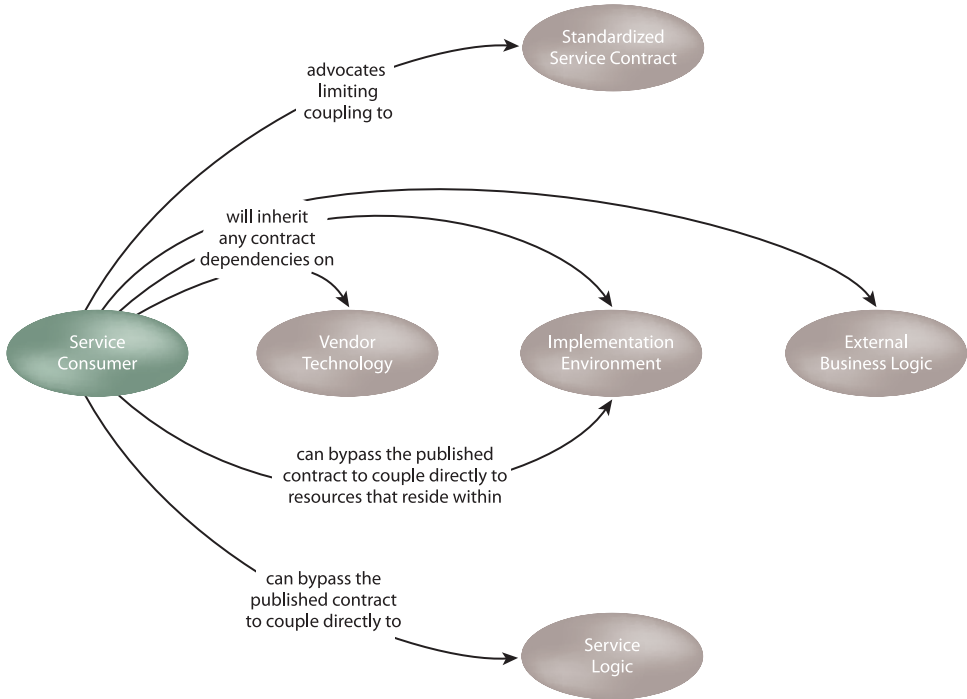 Standardized
Service Contract
advocates
limiting
coupling to
will inherit
any contract
dependencies on
Service
Consumer
Vendor
Technology
Implementation
Environment
External
Business Logic
can bypass the published
contract to couple directly to
resources that reside within
can bypass the
published contract
to couple directly to
Service
Logic